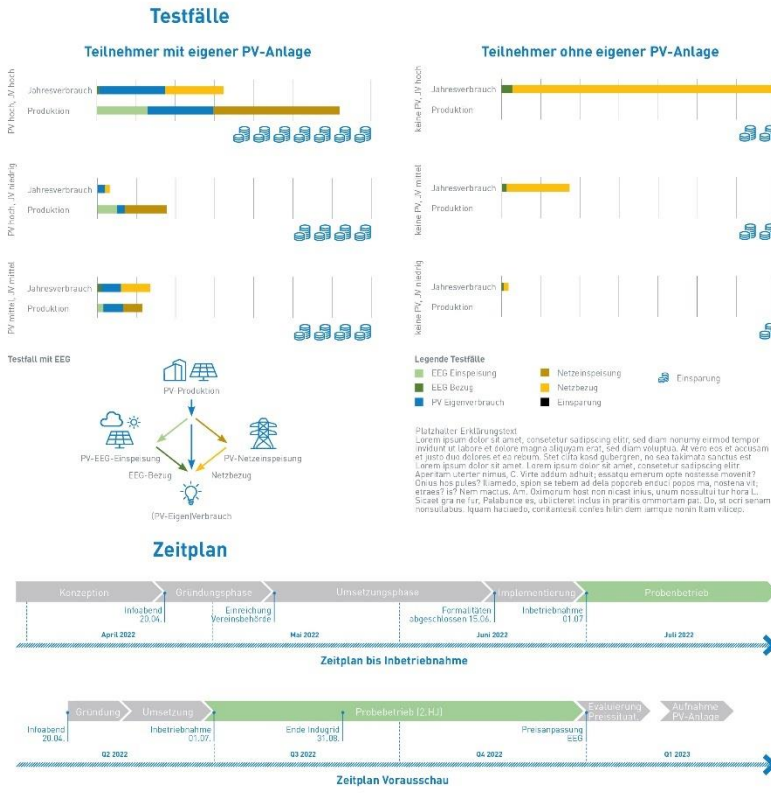 Testfälle
Teilnehmer mit eigener PV-Anlage
PV hoch, JV hoch
Jahresverbrauch
Produktion
PV hoch, JV niedrig
Jahresverbrauch
Produktion
PV mittel, JV mittel
Jahresverbrauch
Produktion
Teilnehmer ohne eigener PV-Anlage
keine PV, JV hoch
Jahresverbrauch
Produktion
keine PV, JV mittel
Jahresverbrauch
Produktion
keine PV, JV niedrig
Jahresverbrauch
Produktion
Testfall mit EEG
PV-Produktion
PV-EEG-Einspeisung
PV-Netzeinspeisung
EEG-Bezug
Netzbezug
(PV-Eigen)Verbrauch
Legende Testfälle
EEG Einspeisung
EEG Bezug
PV Eigenverbrauch
Netzeinspeisung
Netzbezug
Einsparung
Einsparung
Platzhalter Erklärungstext
Lorem ipsum dolor sit amet, consetetur sadipscing elitr, sed diam nonumy eirmod tempor
invidunt ut labore et dolore magna aliquyam erat, sed diam voluptua. At vero eos et accusam
et justo duo dolores et ea rebum. Stet clita kasd gubergren, no sea takimata sanctus est
Lorem ipsum dolor sit amet. Lorem ipsum dolor sit amet, consetetur sadipscing elitr
Zeitplan
Konzeption
Gründungsphase
Umsetzungsphase
Implementierung
Probenbetrieb
Infoabend
20.04.
Einreichung
Vereinsbehörde
Formalitäten
abgeschlossen 15.06.
Inbetriebnahme
01.07
April 2022
Mai 2022
Juni 2022
Juli 2022
Zeitplan bis Inbetriebnahme
Gründung
Umsetzung
Probebetrieb (2.HJ)
Evaluierung
Preissituat.
Aufnahme
PV-Anlage
Infoabend
20.04.
Inbetriebnahme
01.07.
Ende Indugrid
31.08.
Preisanpassung
EEG
Q2 2022
Q3 2022
Q4 2022
Q1 2023
Zeitplan Vorausschau